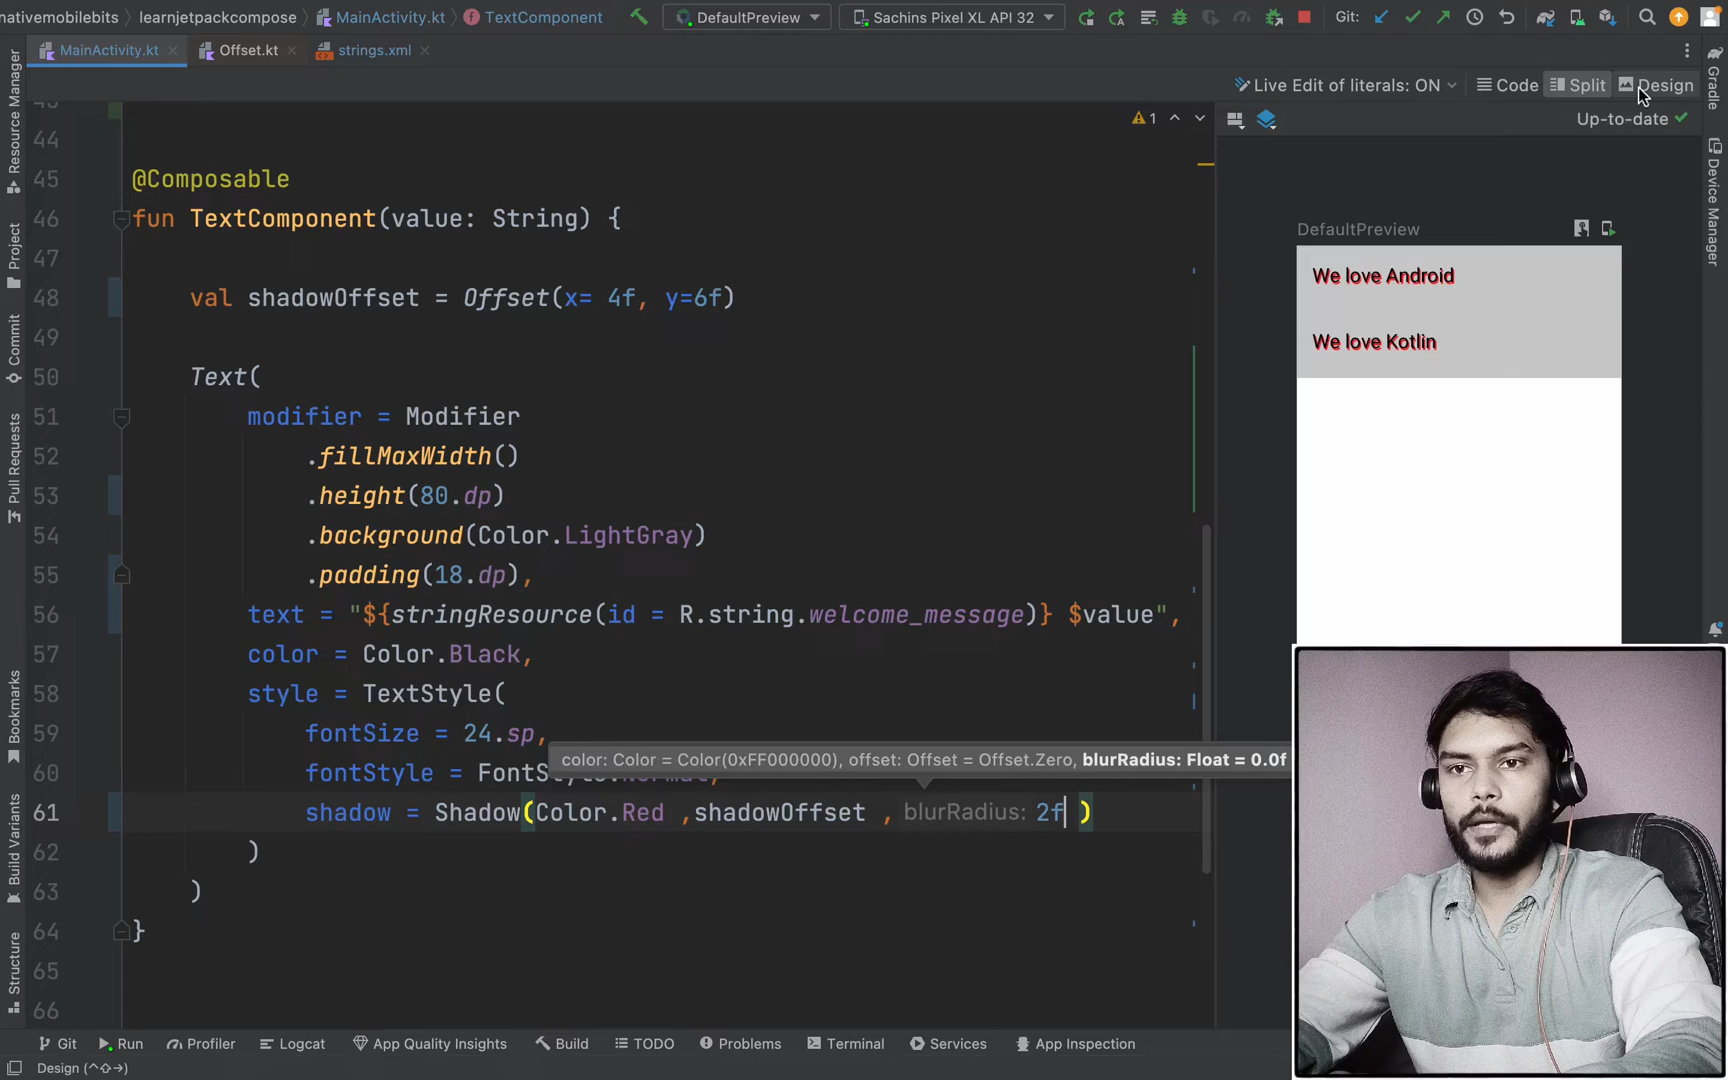 nativemobilebits learnjetpackcompose MainActivity.kt TextComponent DefaultPreview Sachins Pixel XL API 32 Git:
MainActivity.kt Offset.kt strings.xml
Live Edit of literals: ON Code Split Design
1
Up-to-date
Resource Manager
Project
Commit
Pull Requests
Bookmarks
Build Variants
Structure
44
45 @Composable
46 fun TextComponent(value: String) {
47
48 val shadowOffset = Offset(x= 4f, y=6f)
49
50 Text(
51 modifier = Modifier
52 .fillMaxWidth()
53 .height(80.dp)
54 .background(Color.LightGray)
55 .padding(18.dp),
56 text = "${stringResource(id = R.string.welcome_message)} $value",
57 color = Color.Black,
58 style = TextStyle(
59 fontSize = 24.sp,
color: Color = Color(0xFF000000), offset: Offset = Offset.Zero, blurRadius: Float = 0.0f
60 fontStyle = FontStyle.Normal,
61 shadow = Shadow(Color.Red ,shadowOffset , blurRadius: 2f )
62 )
63 )
64 }
65
66
DefaultPreview
We love Android
We love Kotlin
Gradle
Device Manager
Git Run Profiler Logcat App Quality Insights Build TODO Problems Terminal Services App Inspection
Design (^⇧→)